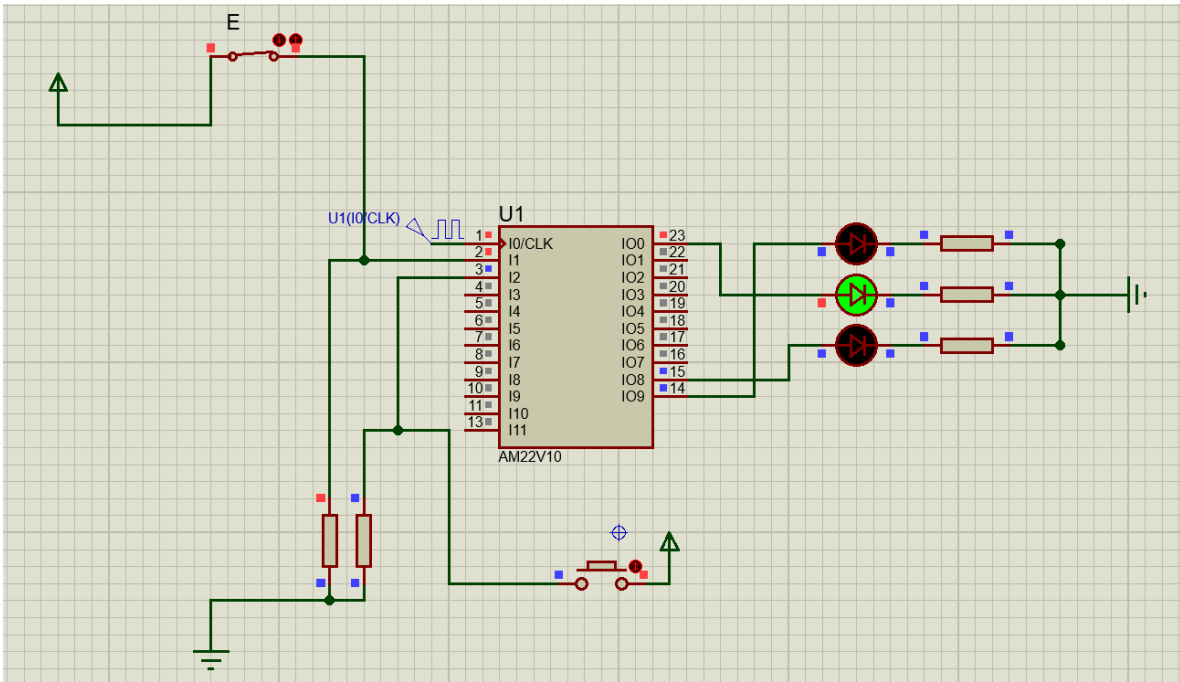 E
U1(I0/CLK)
U1
1 I0/CLK IO0 23
2 I1 IO1 22
3 I2 IO2 21
4 I3 IO3 20
5 I4 IO4 19
6 I5 IO5 18
7 I6 IO6 17
8 I7 IO7 16
9 I8 IO8 15
10 I9 IO9 14
11 I10
13 I11
AM22V10